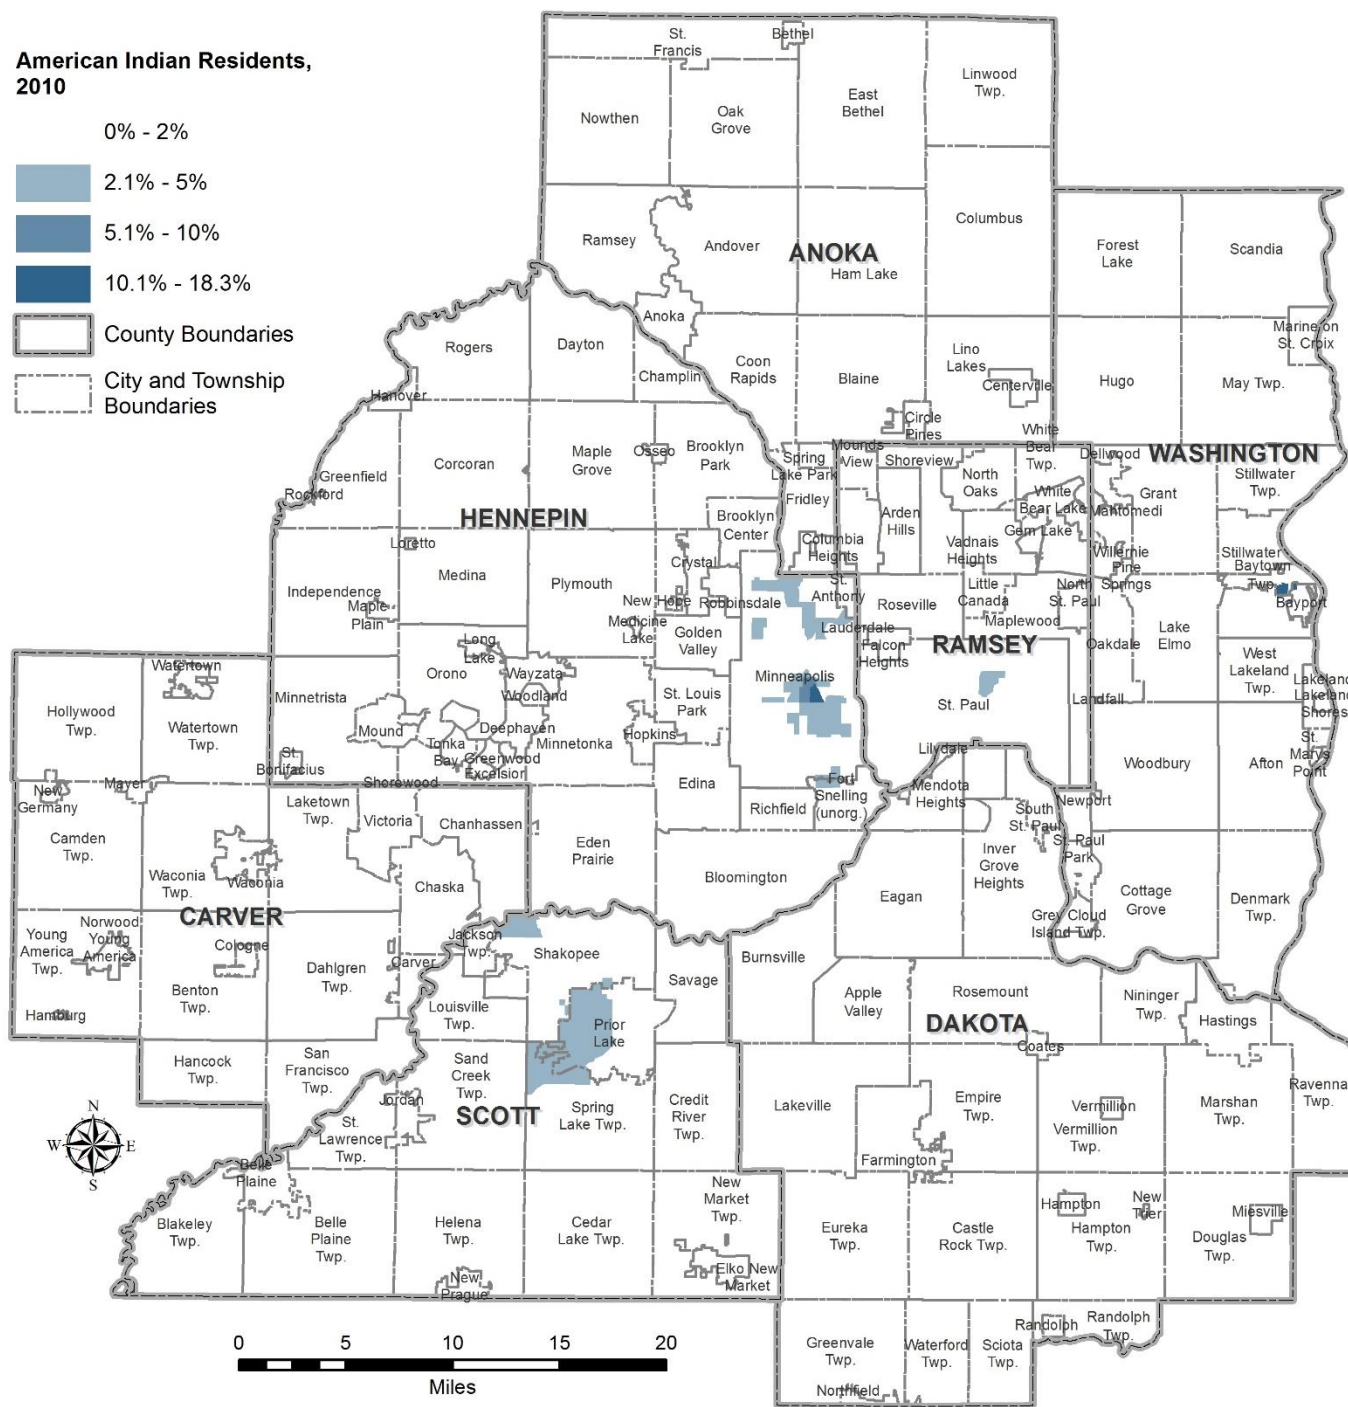 American Indian Residents,
2010
0% - 2%
2.1% - 5%
5.1% - 10%
10.1% - 18.3%
County Boundaries
City and Township
Boundaries
St.
Francis
Bethel
Linwood
Twp.
Nowthen
Oak
Grove
East
Bethel
Ramsey
Andover
ANOKA
Ham Lake
Columbus
Forest
Lake
Scandia
Anoka
Marine on
St. Croix
Rogers
Dayton
Champlin
Coon
Rapids
Blaine
Lino
Lakes
Centerville
Hugo
May Twp.
Hanover
Circle
Pines
Corcoran
Maple
Grove
Osseo
Brooklyn
Park
Spring
Lake Park
Mounds
View
Shoreview
White
Bear
Twp.
Dellwood
WASHINGTON
Greenfield
Rockford
HENNEPIN
Fridley
North
Oaks
White
Bear Lake
Grant
Mahtomedi
Stillwater
Twp.
Brooklyn
Center
Arden
Hills
Columbia
Heights
Vadnais
Heights
Gem Lake
Willernie
Pine
Springs
Stillwater
Baytown
Twp.
Bayport
Loretto
Medina
Plymouth
Crystal
New Hope
Robbinsdale
St.
Anthony
Independence
Maple
Plain
Medicine
Lake
Golden
Valley
Lauderdale
Falcon
Heights
Roseville
Little
Canada
North
St. Paul
Maplewood
RAMSEY
Oakdale
Lake
Elmo
West
Lakeland
Twp.
Lakeland
Lakeland
Shores
Long
Lake
Orono
Wayzata
Woodland
Minneapolis
St. Paul
Landfall
Watertown
Hollywood
Twp.
Watertown
Twp.
Minnetrista
Mound
Deephaven
Tonka
Bay
Greenwood
Excelsior
Minnetonka
St. Louis
Park
Hopkins
Lilydale
St.
Marys
Point
Woodbury
Afton
St.
Bonifacius
Shorewood
Edina
Fort
Snelling
(unorg.)
Richfield
Mendota
Heights
South
St. Paul
Newport
St. Paul
Park
New
Germany
Mayer
Laketown
Twp.
Victoria
Chanhassen
Camden
Twp.
Waconia
Twp.
Waconia
Chaska
Eden
Prairie
Bloomington
Eagan
Inver
Grove
Heights
Cottage
Grove
Denmark
Twp.
CARVER
Young
America
Twp.
Norwood
Young
America
Cologne
Grey Cloud
Island Twp.
Jackson
Twp.
Shakopee
Carver
Dahlgren
Twp.
Benton
Twp.
Savage
Burnsville
Hamburg
Louisville
Twp.
Prior
Lake
Apple
Valley
Rosemount
Nininger
Twp.
Hastings
DAKOTA
Coates
Hancock
Twp.
San
Francisco
Twp.
Sand
Creek
Twp.
Jordan
SCOTT
Spring
Lake Twp.
Credit
River
Twp.
Lakeville
Empire
Twp.
Vermillion
Vermillion
Twp.
Marshan
Twp.
Ravenna
Twp.
N
W E
S
St.
Lawrence
Twp.
Farmington
Belle
Plaine
Blakeley
Twp.
Belle
Plaine
Twp.
Helena
Twp.
Cedar
Lake Twp.
New
Market
Twp.
Eureka
Twp.
Castle
Rock Twp.
Hampton
Hampton
Twp.
New
Trier
Miesville
Douglas
Twp.
New
Prague
Elko New
Market
Randolph
Randolph
Twp.
Greenvale
Twp.
Waterford
Twp.
Sciota
Twp.
Northfield
0 5 10 15 20
Miles